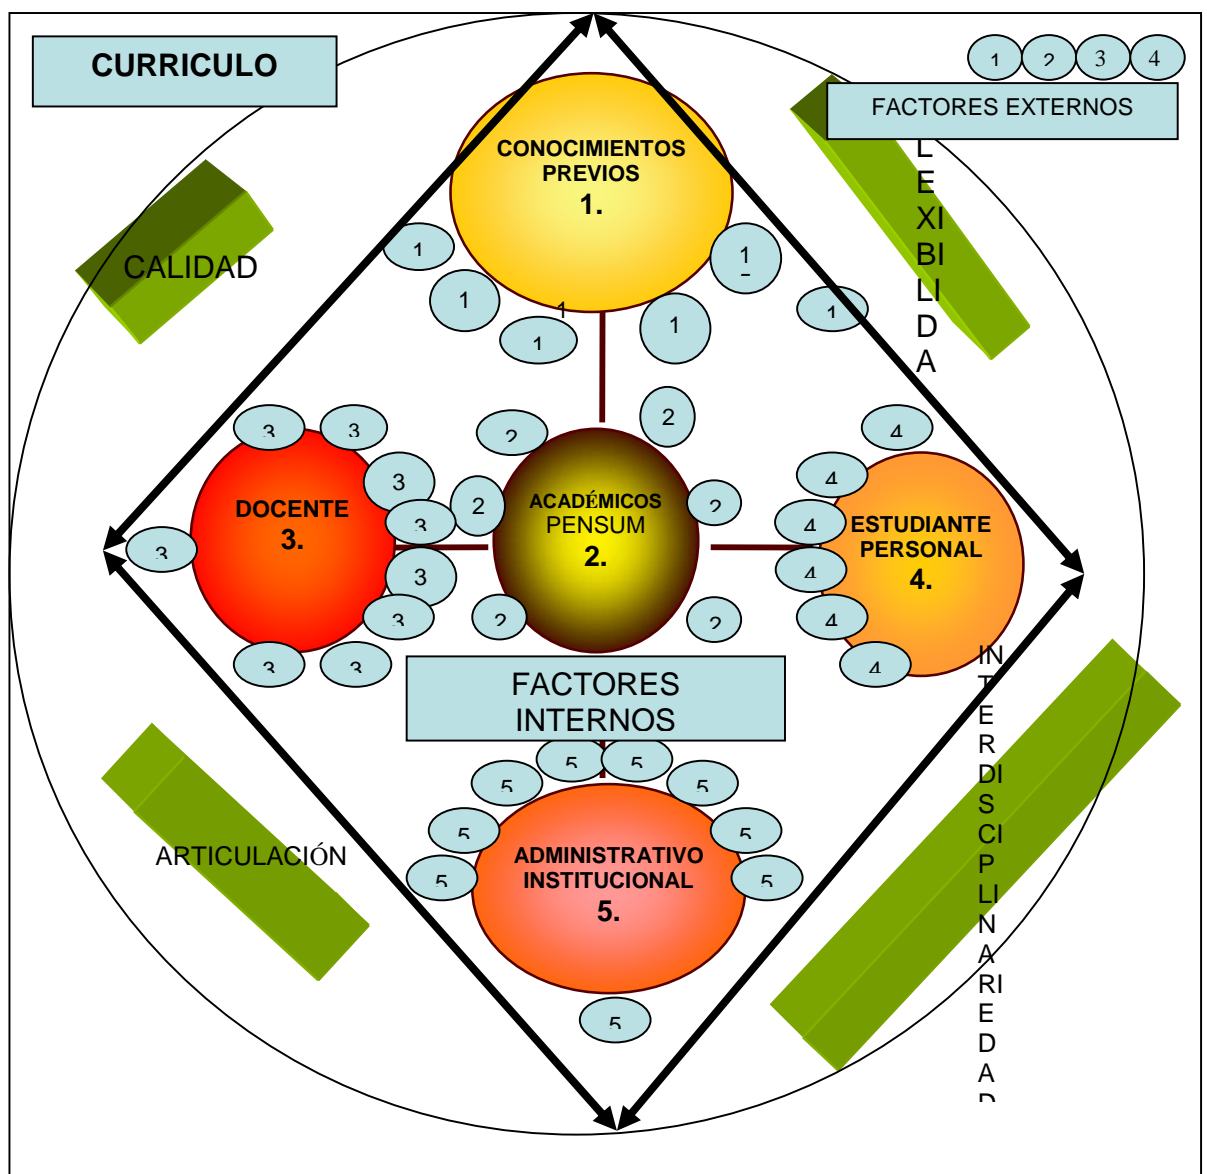 CURRICULO
1 2 3 4
FACTORES EXTERNOS
CONOCIMIENTOS
PREVIOS
1.
L
E
XI
BI
LI
D
A
CALIDAD
1
1
1
1
1
1
1
2
2
3
3
4
DOCENTE
3.
3
3
3
3
3
3
3
2
2
ACADÉMICOS
PENSUM
2.
2
2
4
4
4
4
4
ESTUDIANTE
PERSONAL
4.
3
3
FACTORES
INTERNOS
IN
T
E
R
DI
S
CI
P
LI
N
A
RI
E
D
A
D
5
5
5
5
5
5
5
5
ARTICULACIÓN
ADMINISTRATIVO
INSTITUCIONAL
5.
5